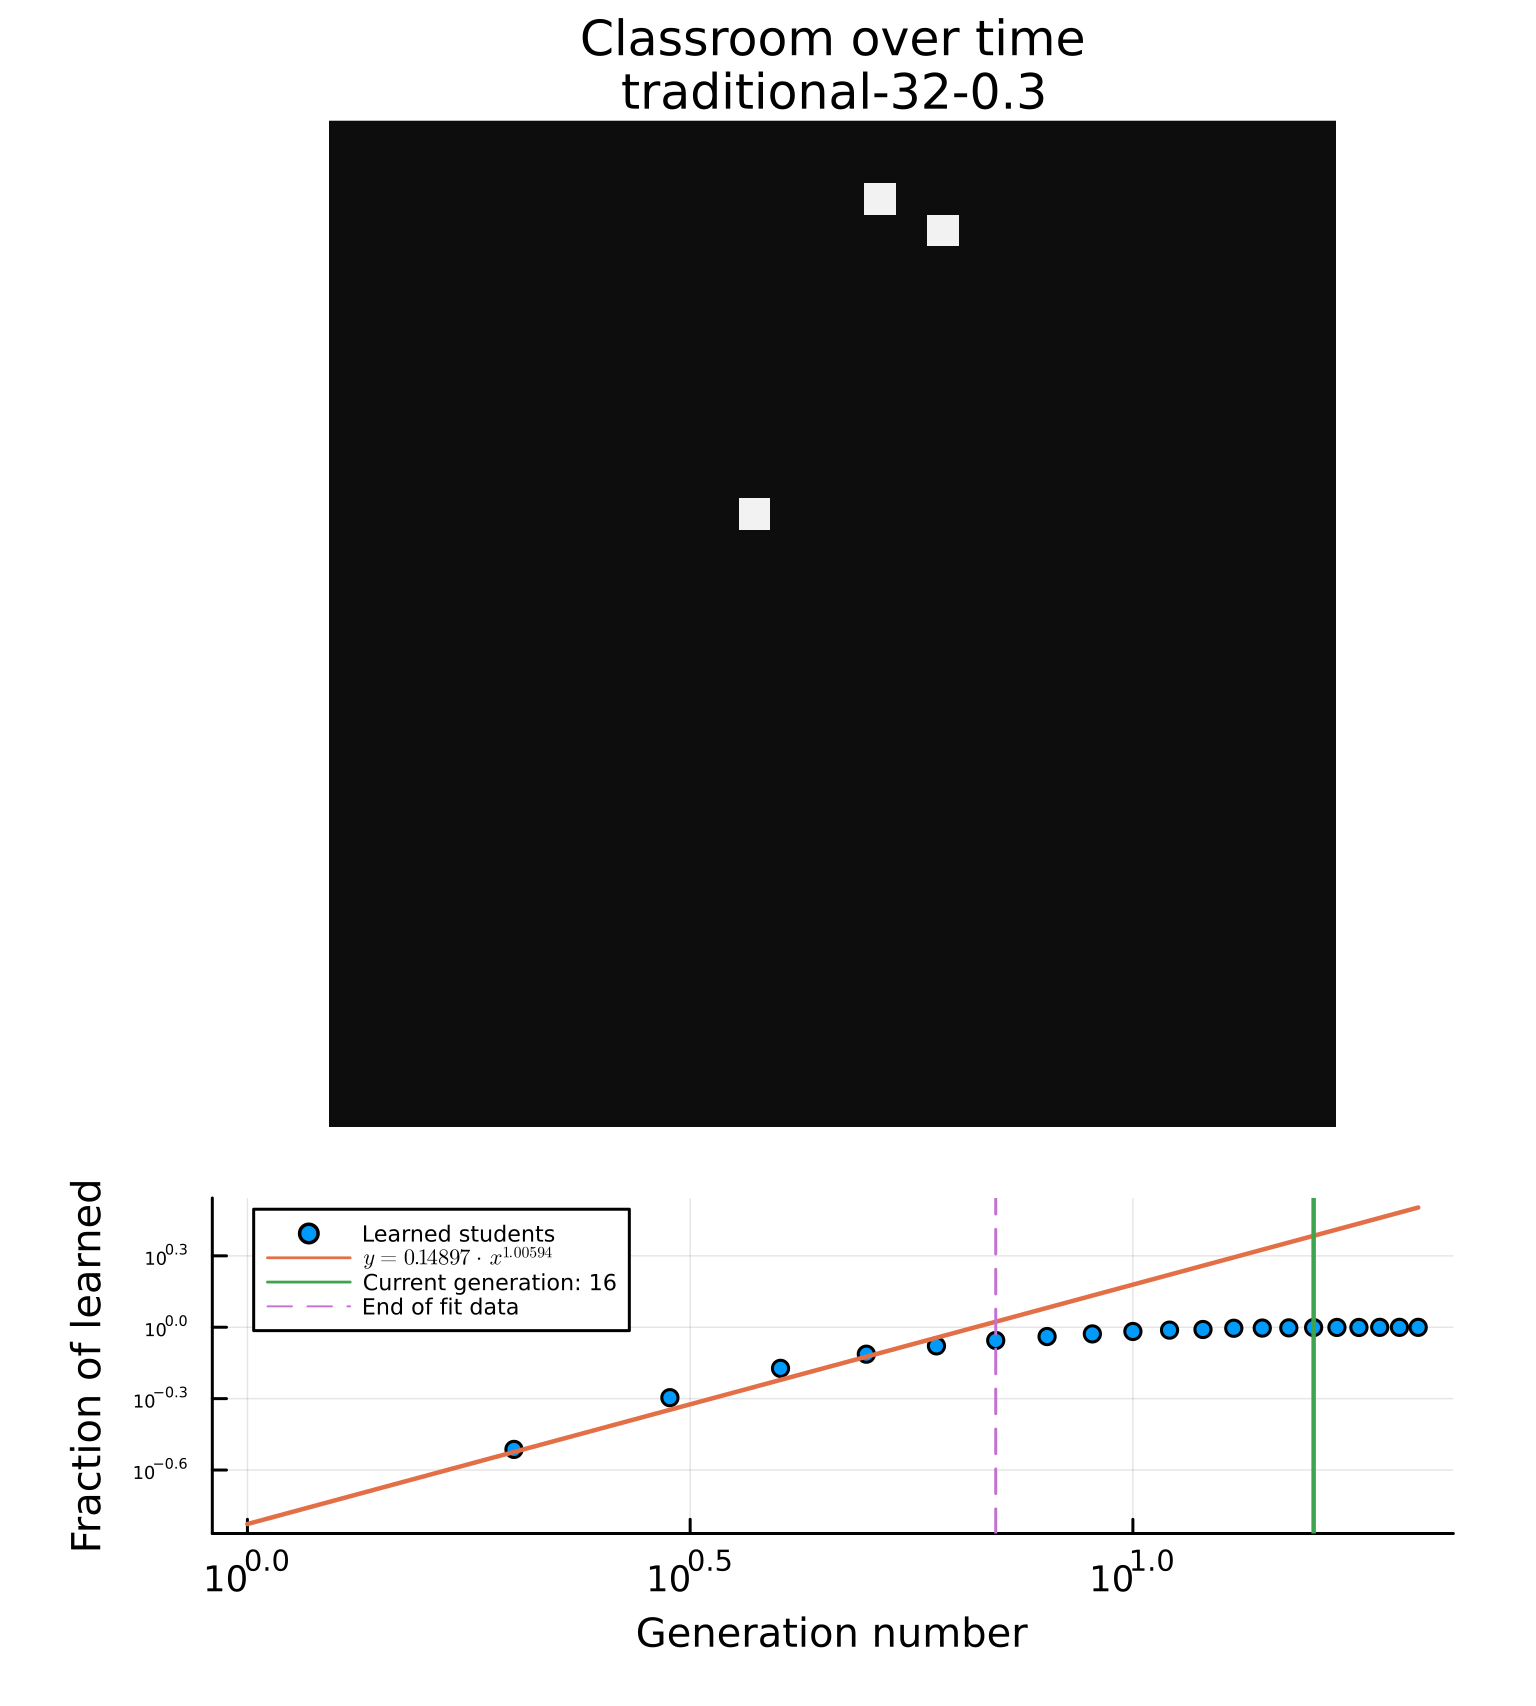 Classroom over time
traditional-32-0.3
Fraction of learned
10^0.3
10^0.0
10^−0.3
10^−0.6
Learned students
y = 0.14897 · x^1.00594
Current generation: 16
End of fit data
10^0.0 10^0.5 10^1.0
Generation number